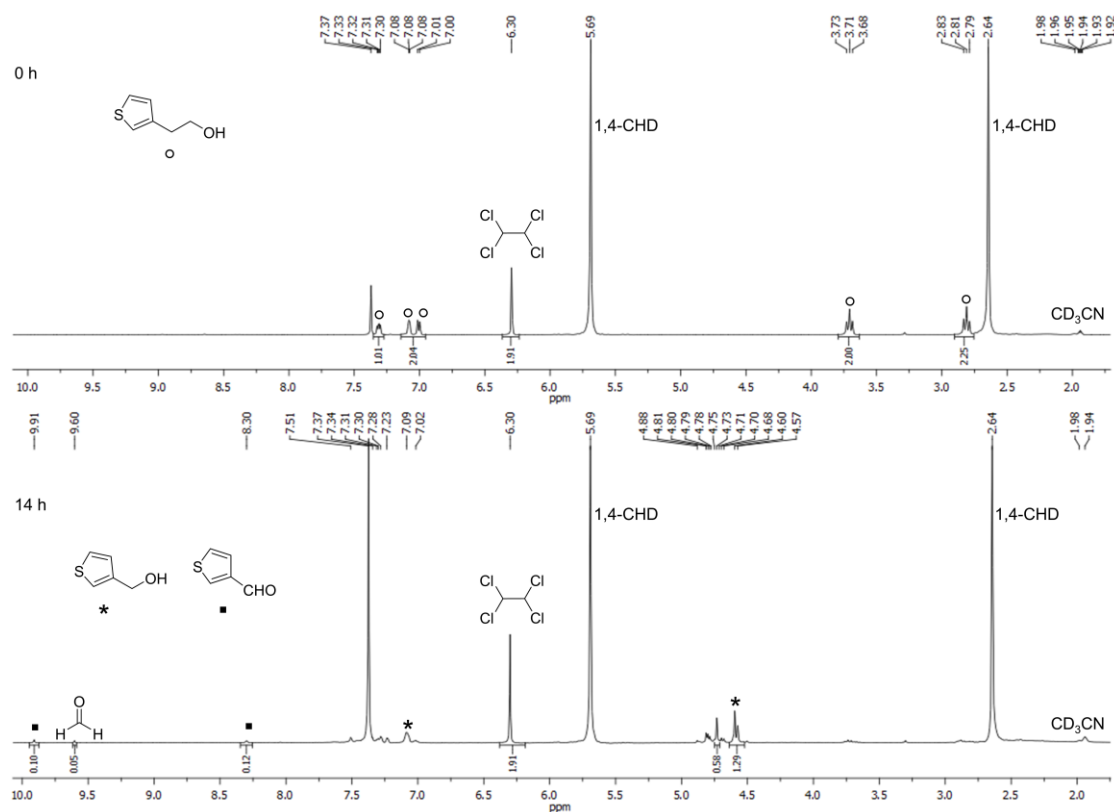 7.37 7.33 7.32 7.31 7.30 7.08 7.08 7.08 7.01 7.00 6.30 5.69 3.73 3.71 3.68 2.83 2.81 2.79 2.64 1.98 1.96 1.95 1.94 1.93 1.92
0 h
S
OH
1,4-CHD
1,4-CHD
Cl Cl
Cl Cl
CD3CN
1.01 2.04 1.91 2.00 2.25
10.0 9.5 9.0 8.5 8.0 7.5 7.0 6.5 6.0 5.5 5.0 4.5 4.0 3.5 3.0 2.5 2.0
ppm
9.91 9.60 8.30 7.51 7.37 7.34 7.31 7.30 7.28 7.23 7.09 7.02 6.30 5.69 4.88 4.81 4.80 4.79 4.78 4.75 4.73 4.71 4.70 4.68 4.60 4.57 2.64 1.98 1.94
14 h
1,4-CHD
1,4-CHD
S
OH
S
CHO
*
Cl Cl
Cl Cl
O
H H
*
*
CD3CN
0.10 0.05 0.12 1.91 0.58 1.29
10.0 9.5 9.0 8.5 8.0 7.5 7.0 6.5 6.0 5.5 5.0 4.5 4.0 3.5 3.0 2.5 2.0
ppm